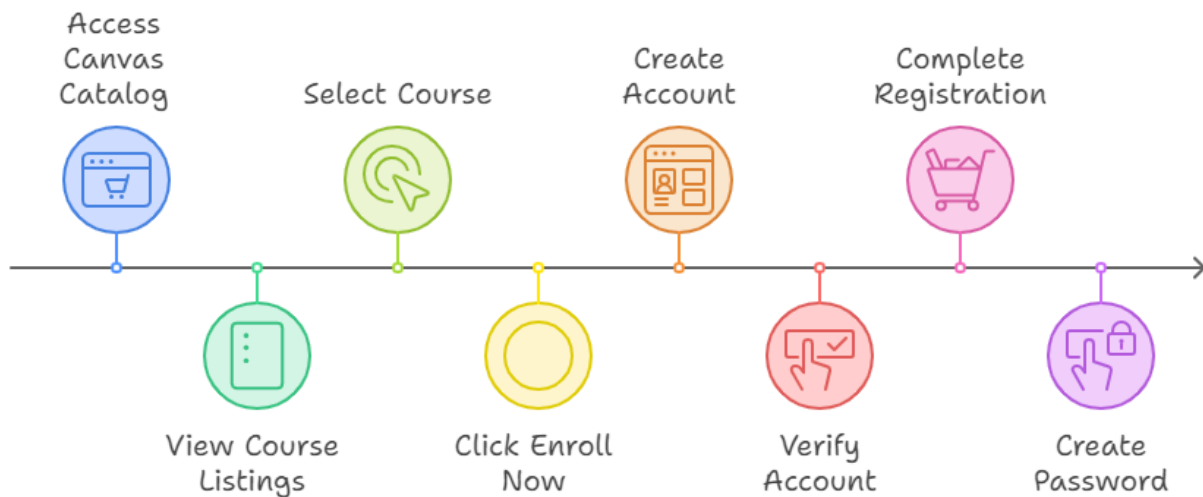 Access
Canvas
Catalog
View Course
Listings
Select Course
Click Enroll
Now
Create
Account
Verify
Account
Complete
Registration
Create
Password